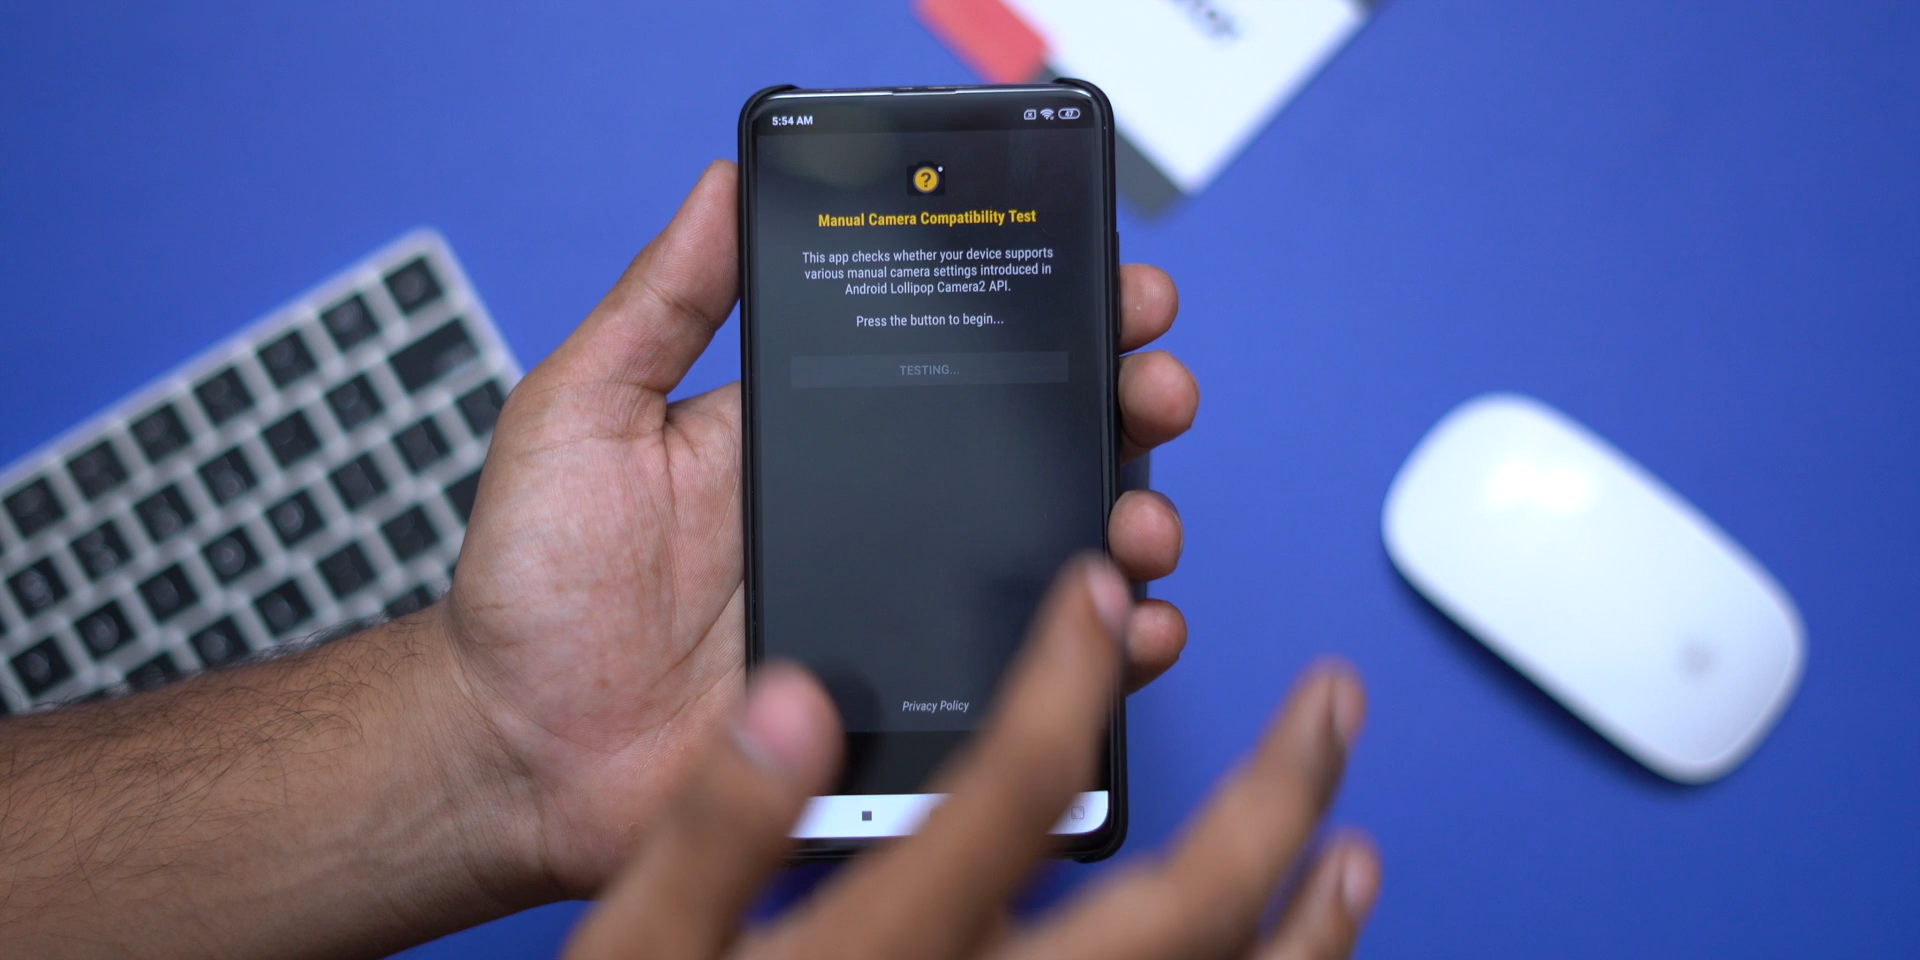 5:54 AM
47
?
Manual Camera Compatibility Test
This app checks whether your device supports
various manual camera settings introduced in
Android Lollipop Camera2 API.
Press the button to begin...
TESTING...
Privacy Policy